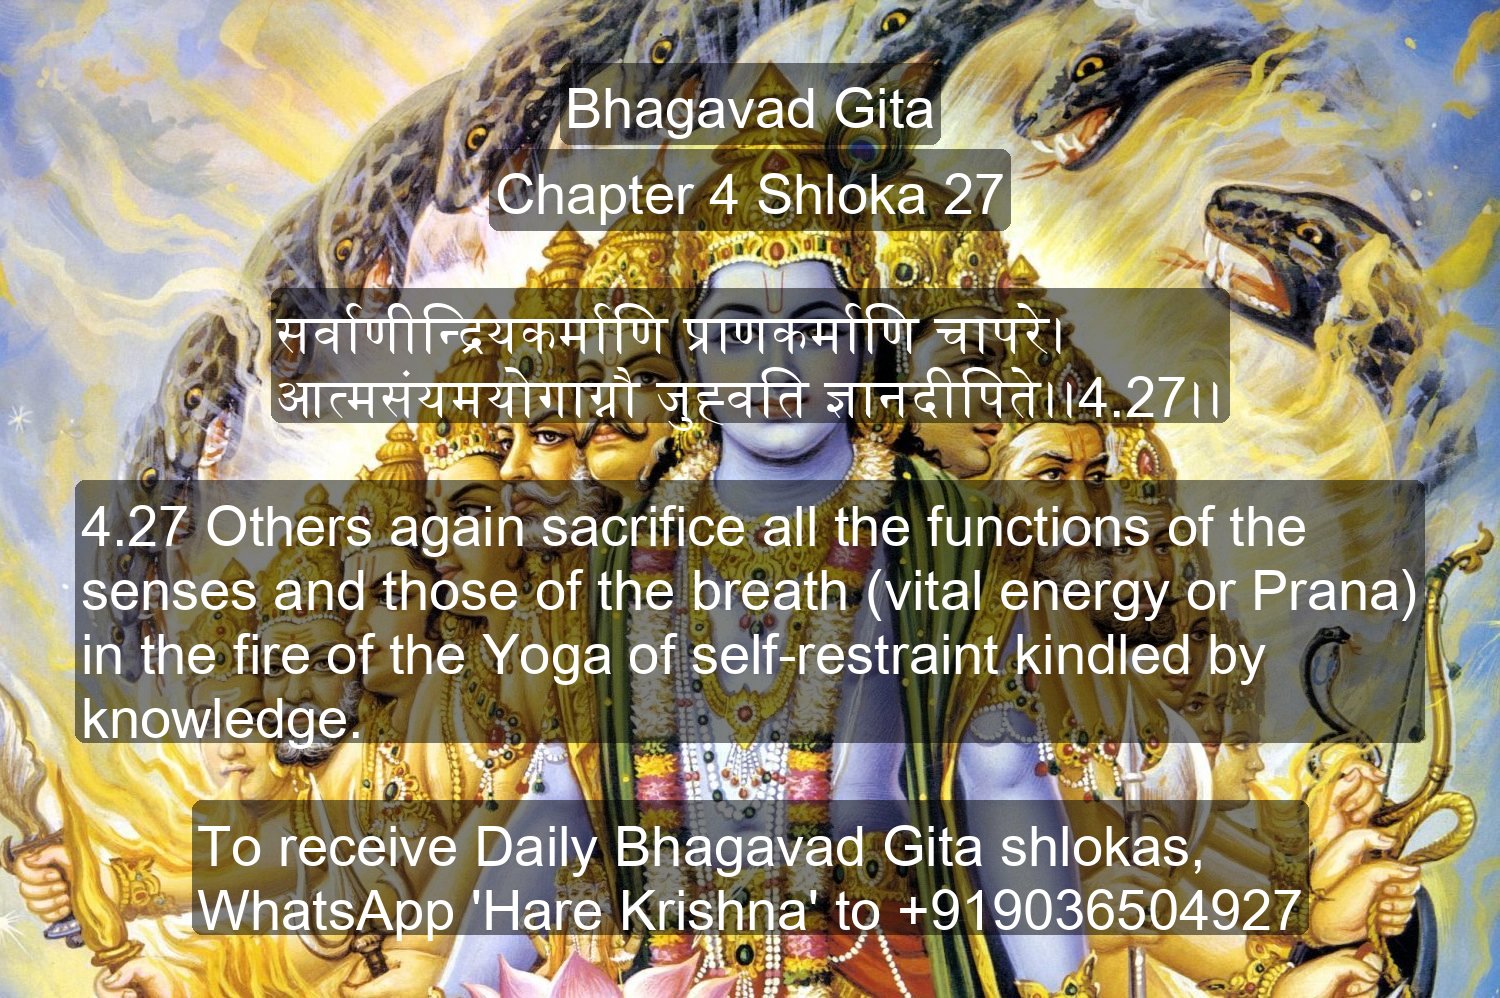 Bhagavad Gita
Chapter 4 Shloka 27
सर्वाणीन्द्रियकर्माणि प्राणकर्माणि चापरे।
आत्मसंयमयोगाग्नौ जुह्वति ज्ञानदीपिते।।4.27।।
4.27 Others again sacrifice all the functions of the
senses and those of the breath (vital energy or Prana)
in the fire of the Yoga of self-restraint kindled by
knowledge.
To receive Daily Bhagavad Gita shlokas,
WhatsApp 'Hare Krishna' to +919036504927